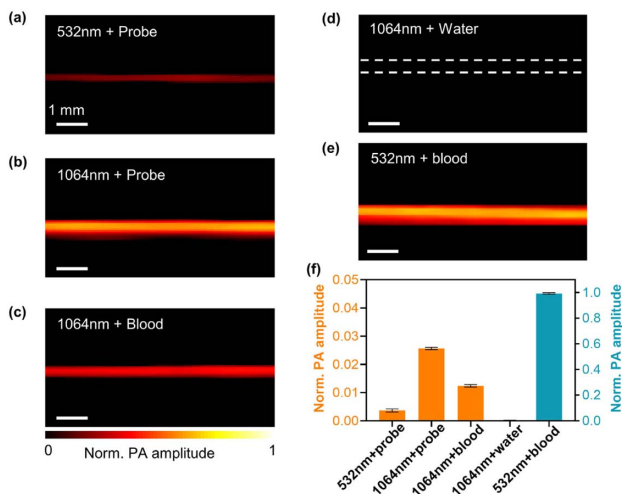 (a)
532nm + Probe
1 mm
(b)
1064nm + Probe
(c)
1064nm + Blood
0 Norm. PA amplitude 1
(d)
1064nm + Water
(e)
532nm + blood
(f)
Norm. PA amplitude
0.05
0.04
0.03
0.02
0.01
0.00
1.0
0.8
0.6
0.4
0.2
0.0
Norm. PA amplitude
532nm+probe
1064nm+probe
1064nm+blood
1064nm+water
532nm+blood